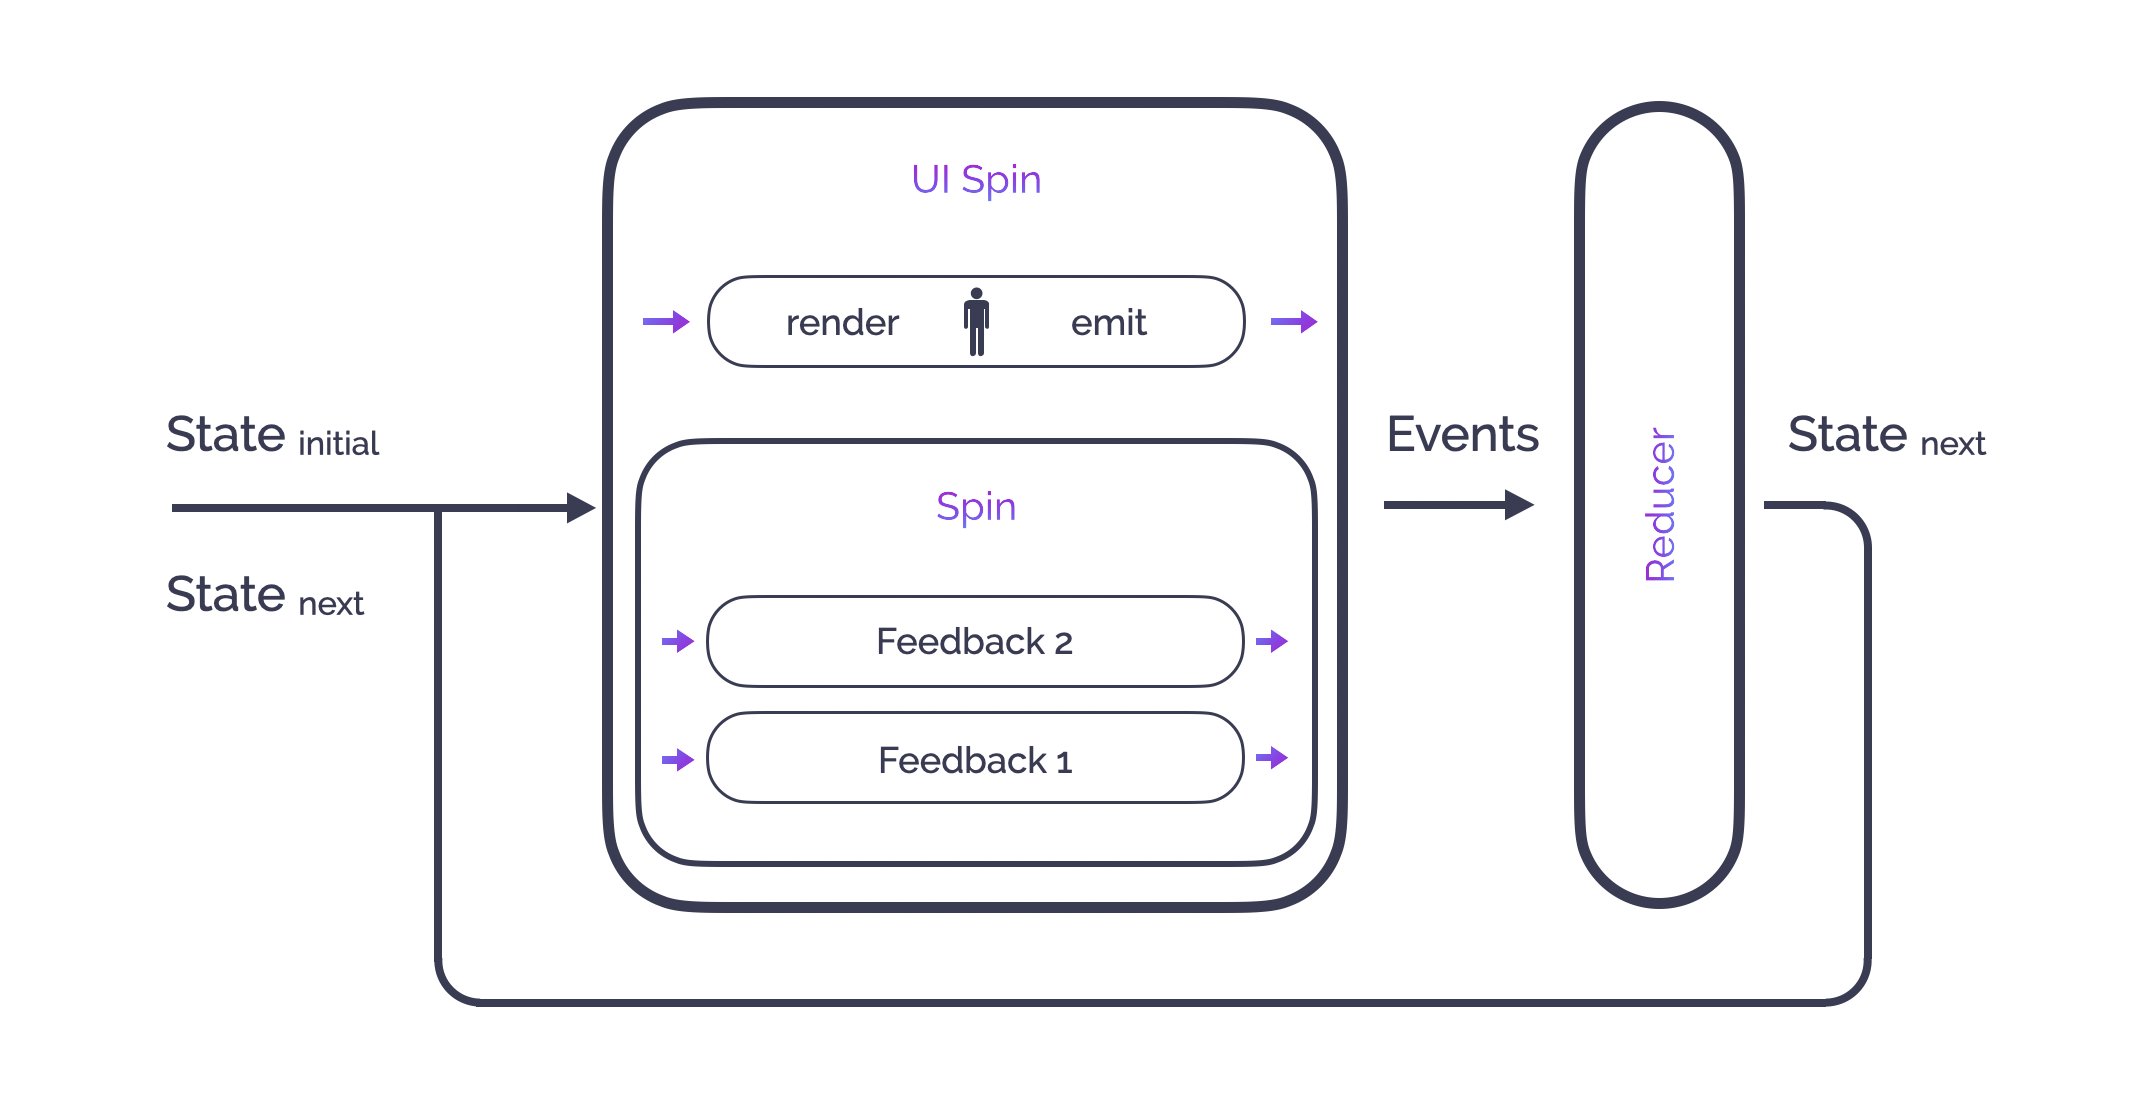 UI Spin
render emit
State initial
State next
Spin
Feedback 2
Feedback 1
Events
Reducer
State next